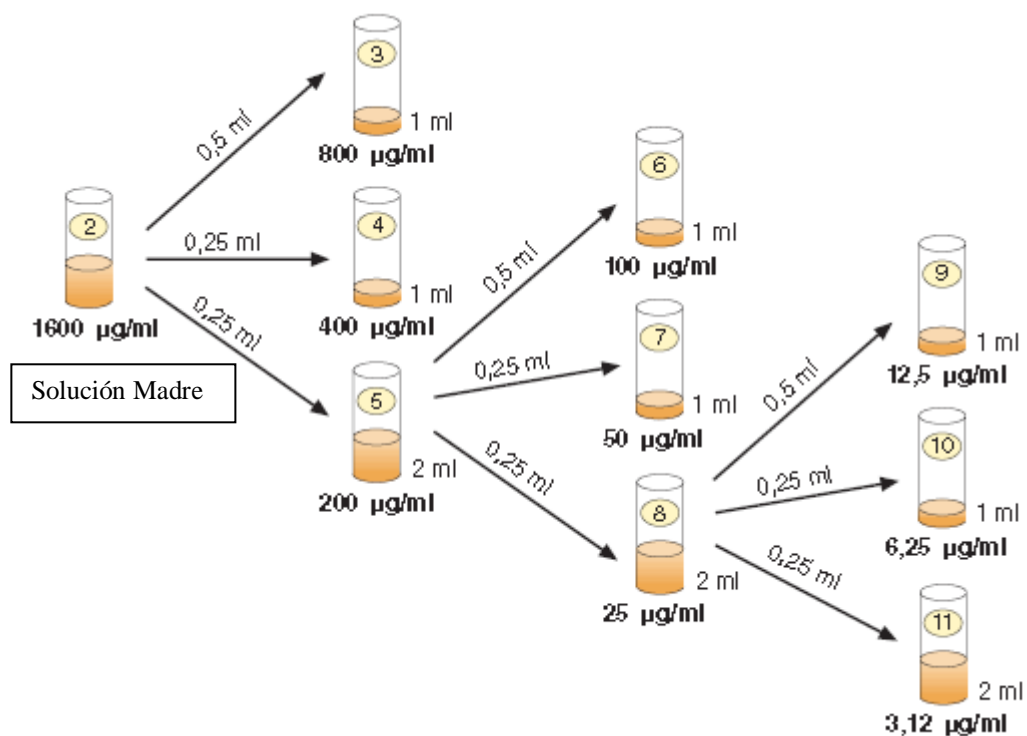 3
0,5 ml
1 ml
800 µg/ml
2
4
0,25 ml
1 ml
1600 µg/ml
400 µg/ml
0,25 ml
Solución Madre
5
2 ml
200 µg/ml
6
0,5 ml
1 ml
100 µg/ml
7
0,25 ml
1 ml
50 µg/ml
0,25 ml
8
2 ml
25 µg/ml
9
0,5 ml
1 ml
12,5 µg/ml
10
0,25 ml
1 ml
6,25 µg/ml
0,25 ml
11
2 ml
3,12 µg/ml